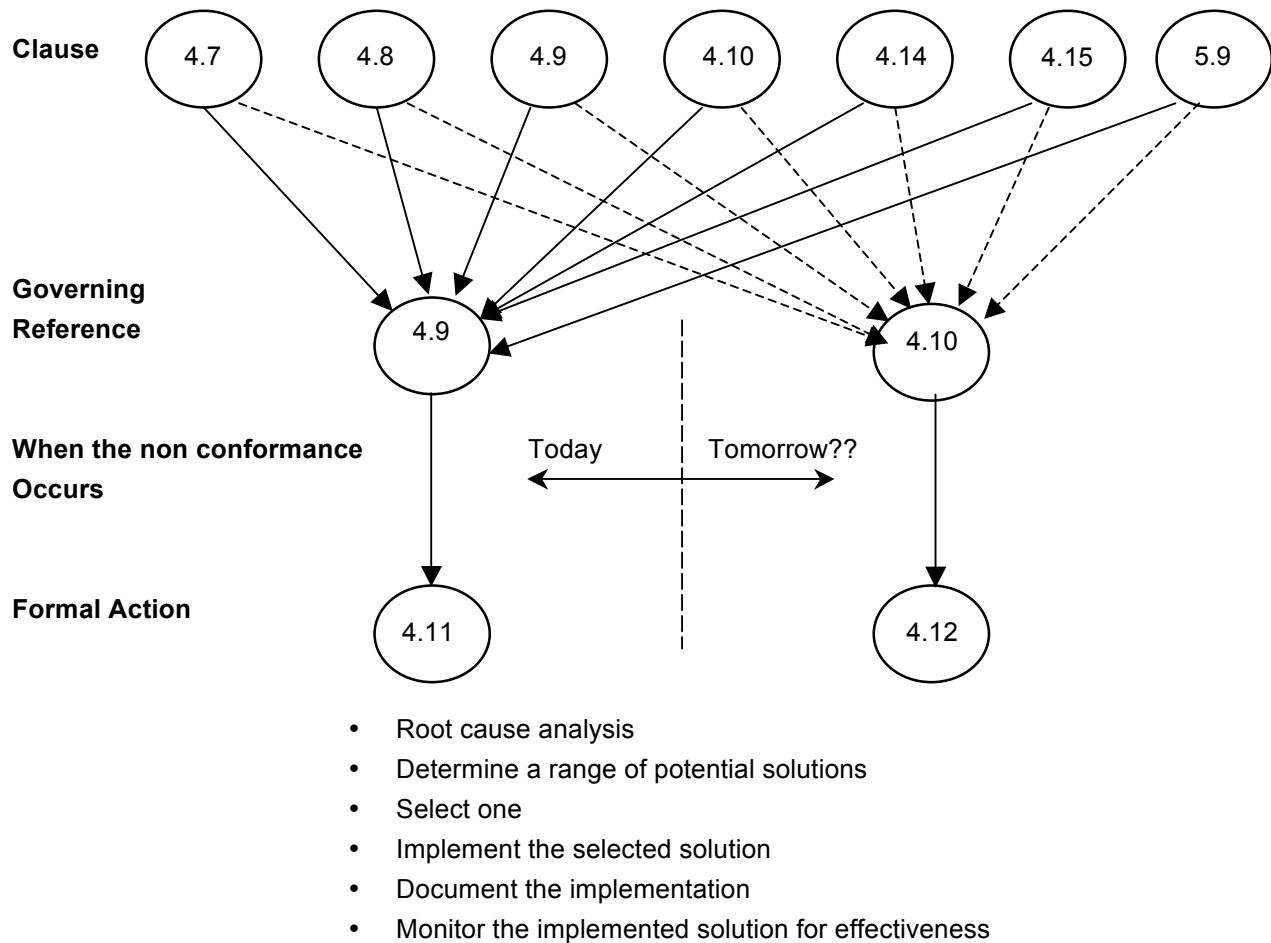 Clause 4.7 4.8 4.9 4.10 4.14 4.15 5.9
Governing
Reference
4.9 4.10
When the non conformance
Occurs
Today Tomorrow??
Formal Action
4.11 4.12
• Root cause analysis
• Determine a range of potential solutions
• Select one
• Implement the selected solution
• Document the implementation
• Monitor the implemented solution for effectiveness